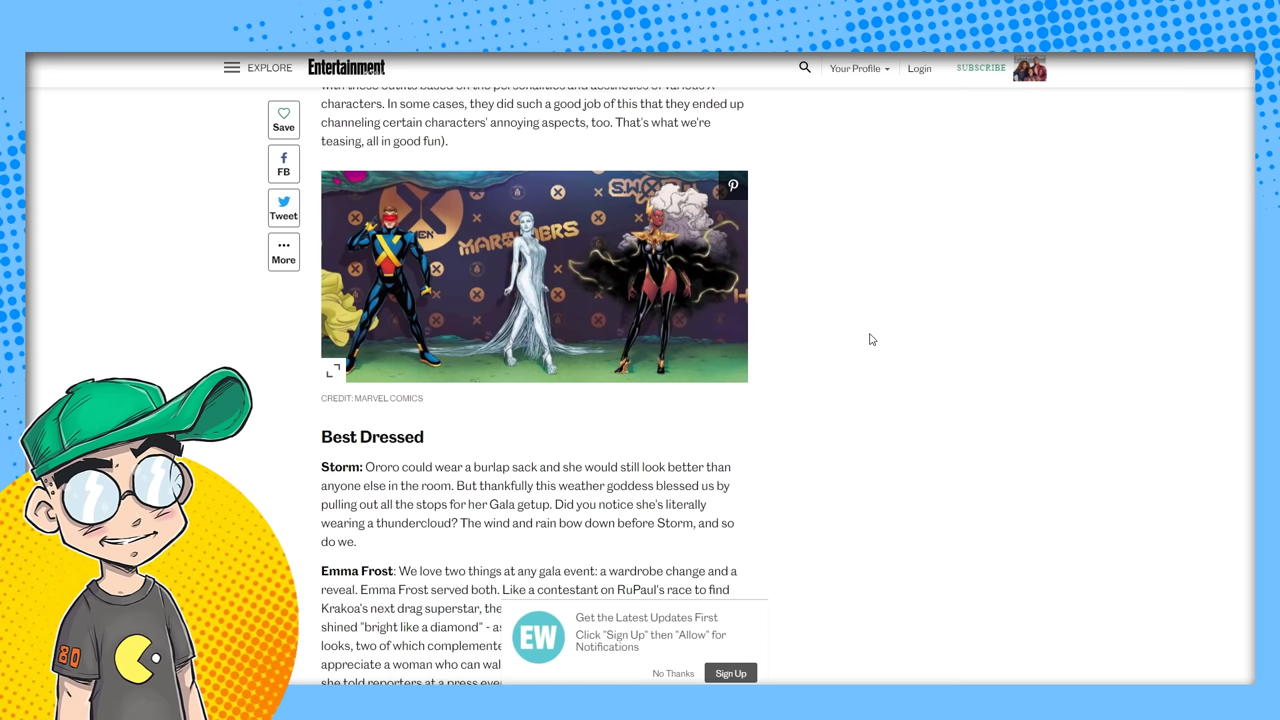 EXPLORE
Entertainment
Your Profile
Login
SUBSCRIBE
with these outfits based on the personalities and aesthetics of various X-
characters. In some cases, they did such a good job of this that they ended up
channeling certain characters' annoying aspects, too. That's what we're
teasing, all in good fun).
Save
FB
Tweet
More
S.W.O.R.D.
MARAUDERS
CREDIT: MARVEL COMICS
Best Dressed
Storm: Ororo could wear a burlap sack and she would still look better than
anyone else in the room. But thankfully this weather goddess blessed us by
pulling out all the stops for her Gala getup. Did you notice she's literally
wearing a thundercloud? The wind and rain bow down before Storm, and so
do we.
Emma Frost: We love two things at any gala event: a wardrobe change and a
reveal. Emma Frost served both. Like a contestant on RuPaul's race to find
Krakoa's next drag superstar, the
shined "bright like a diamond" - as
looks, two of which complemente
appreciate a woman who can wal
she told reporters at a press eve
EW
Get the Latest Updates First
Click "Sign Up" then "Allow" for
Notifications
No Thanks
Sign Up
80